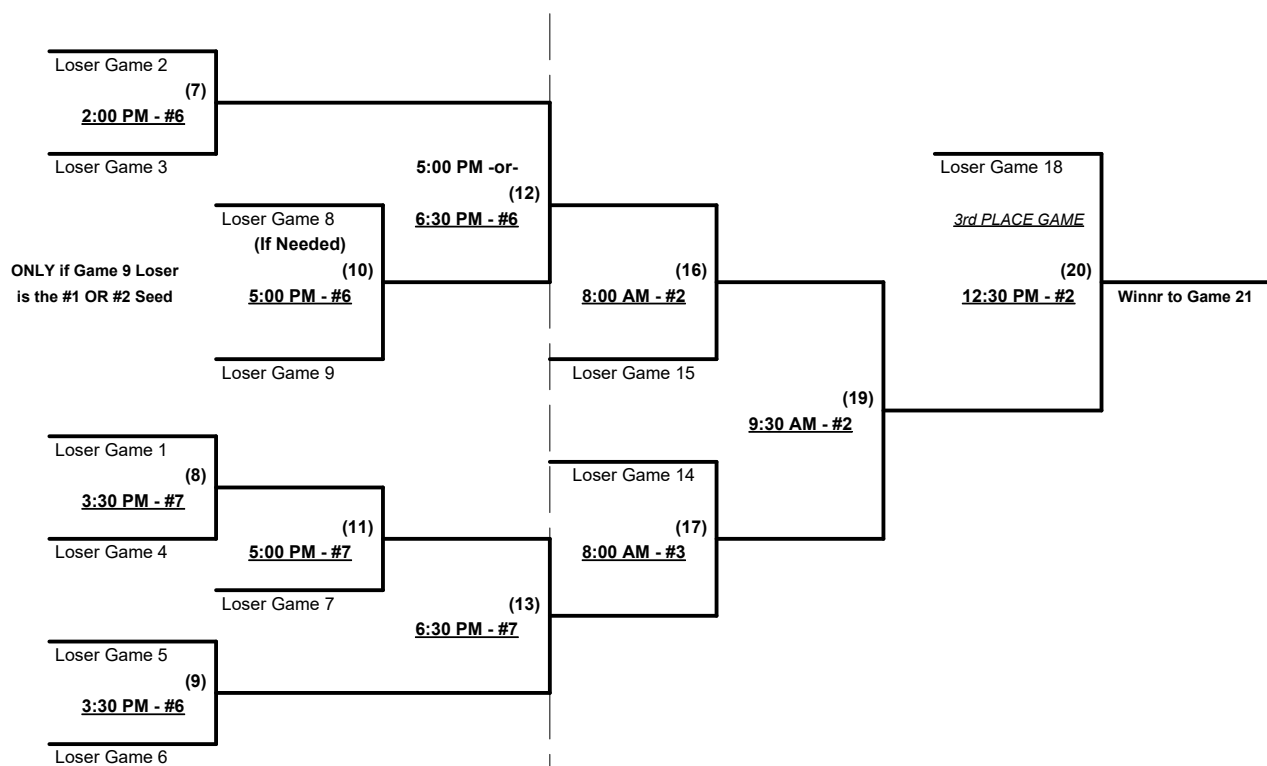 Loser Game 2
(7)
2:00 PM - #6
Loser Game 3
5:00 PM -or-
(12)
6:30 PM - #6
Loser Game 8
(If Needed)
(10)
5:00 PM - #6
Loser Game 9
ONLY if Game 9 Loser
is the #1 OR #2 Seed
(16)
8:00 AM - #2
Loser Game 15
Loser Game 18
3rd PLACE GAME
(20)
12:30 PM - #2
Winnr to Game 21
(19)
9:30 AM - #2
Loser Game 1
(8)
3:30 PM - #7
Loser Game 4
(11)
5:00 PM - #7
Loser Game 7
Loser Game 14
(17)
8:00 AM - #3
(13)
6:30 PM - #7
Loser Game 5
(9)
3:30 PM - #6
Loser Game 6